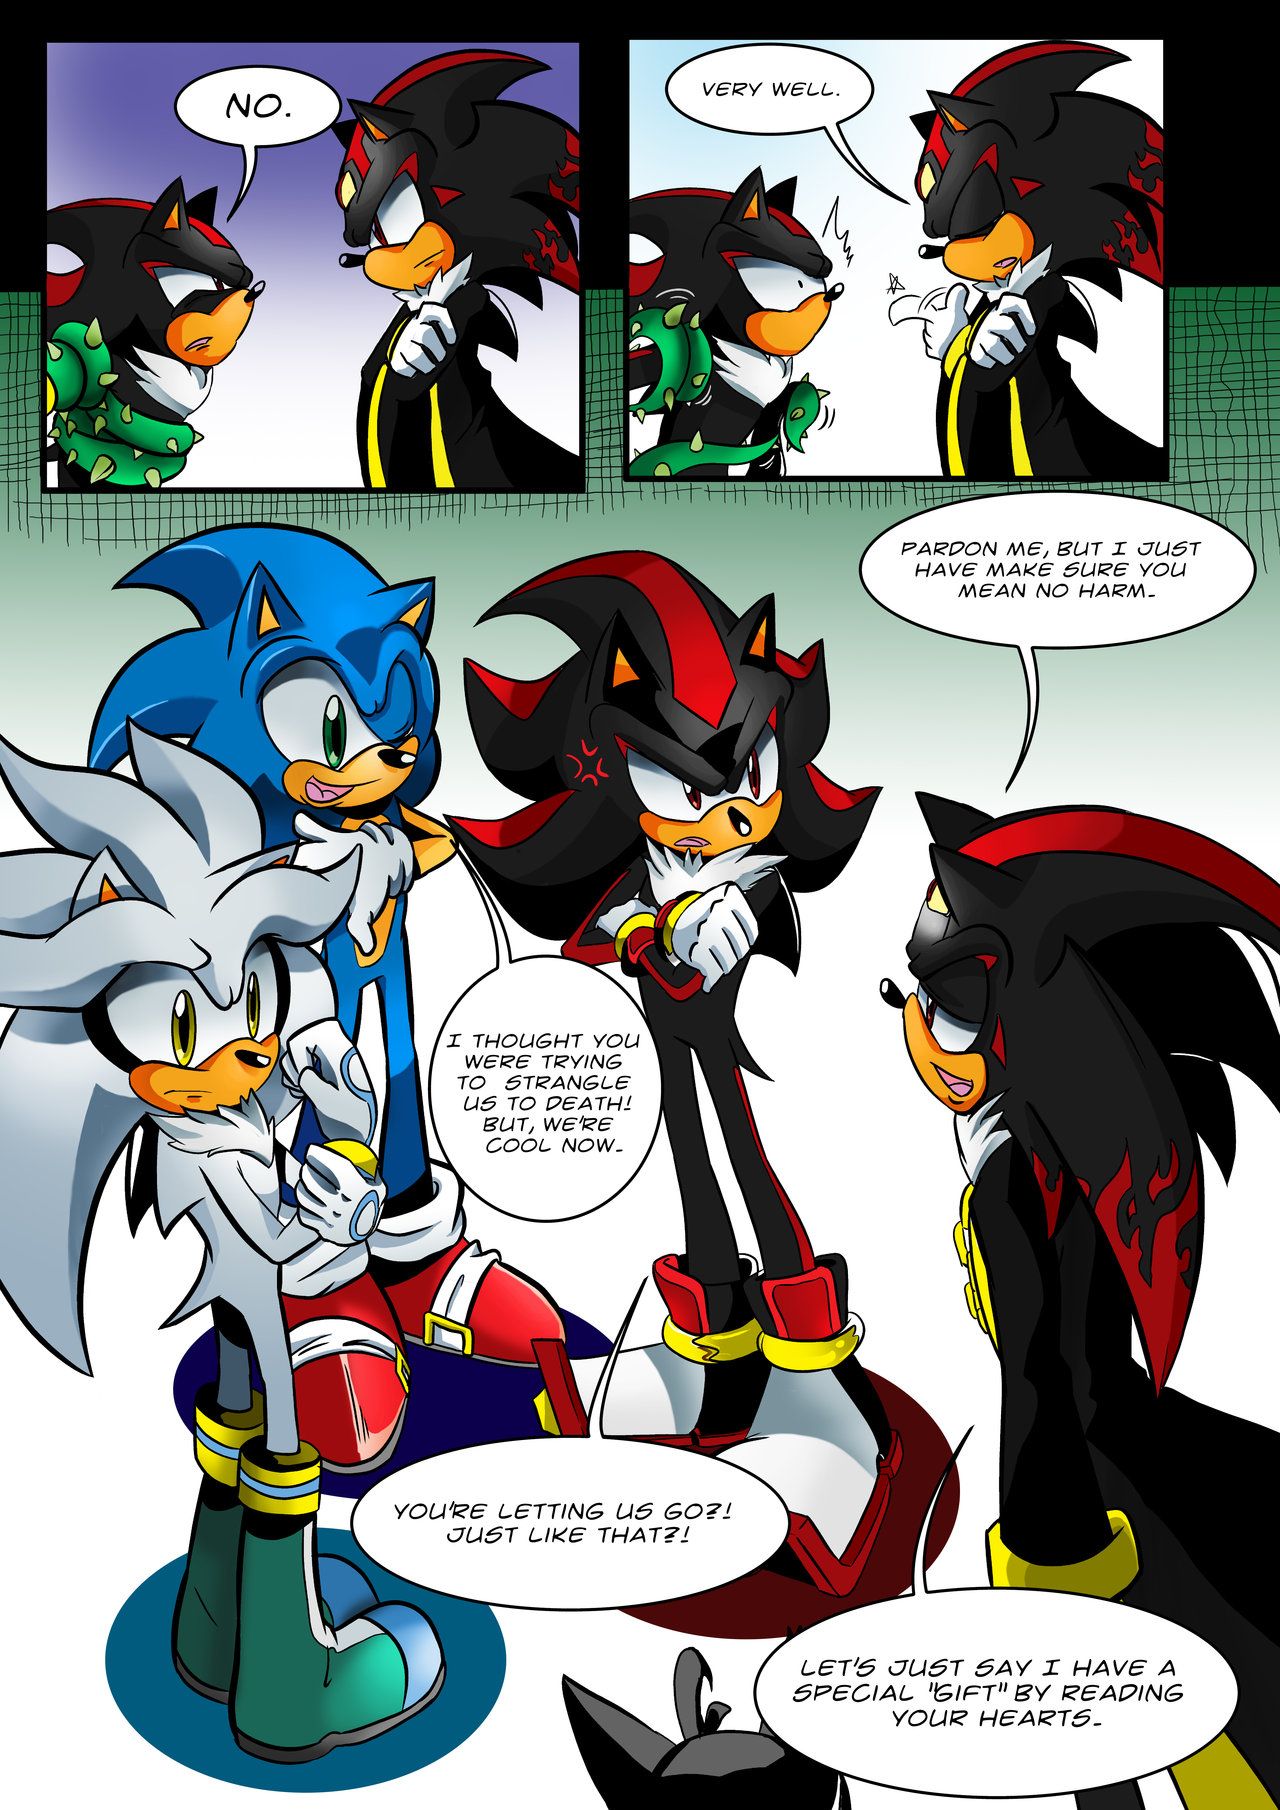 NO.
VERY WELL.
PARDON ME, BUT I JUST
HAVE MAKE SURE YOU
MEAN NO HARM..
I THOUGHT YOU
WERE TRYING
TO STRANGLE
US TO DEATH!
BUT, WE'RE
COOL NOW..
YOU'RE LETTING US GO?!
JUST LIKE THAT?!
LET'S JUST SAY I HAVE A
SPECIAL "GIFT" BY READING
YOUR HEARTS..